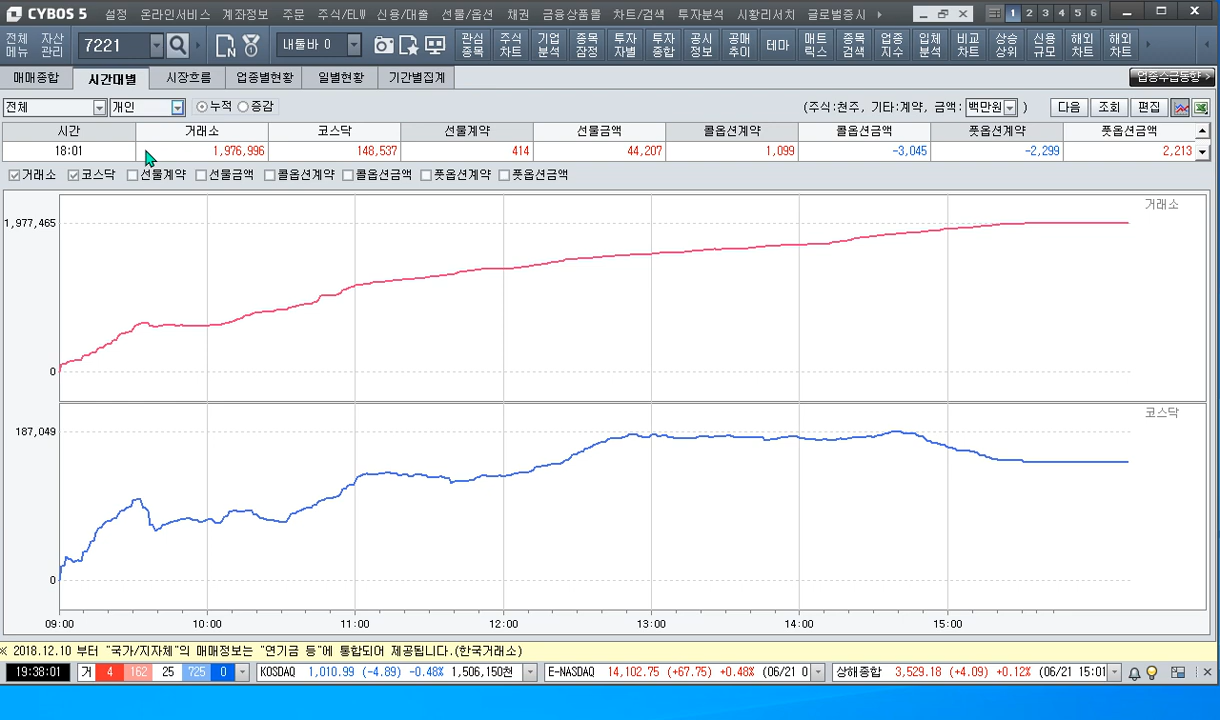 CYBOS 5 설정 온라인서비스 계좌정보 주문 주식/ELW 신용/대출 선물/옵션 채권 금융상품몰 차트/검색 투자분석 시황리서치 글로벌증시 1 2 3 4 5 6
전체메뉴 자산관리 7221 내툴바 0 관심종목 주식차트 기업분석 종목잠정 투자자별 투자종합 공시정보 공매추이 테마 매트릭스 종목검색 업종지수 입체분석 비교차트 상승상위 신용규모 해외차트 해외차트
매매종합 시간대별 시장흐름 업종별현황 일별현황 기간별집계 업종수급동향 >
전체 개인 누적 증감 (주식:천주, 기타:계약, 금액: 백만원 ) 다음 조회 편집
시간 거래소 코스닥 선물계약 선물금액 콜옵션계약 콜옵션금액 풋옵션계약 풋옵션금액
18:01 1,976,996 148,537 414 44,207 1,099 -3,045 -2,299 2,213
거래소 코스닥 선물계약 선물금액 콜옵션계약 콜옵션금액 풋옵션계약 풋옵션금액
거래소
1,977,465
0
코스닥
187,049
0
09:00 10:00 11:00 12:00 13:00 14:00 15:00
※ 2018.12.10 부터 "국가/지자체"의 매매정보는 "연기금 등"에 통합되어 제공됩니다.(한국거래소)
19:38:01 거 4 162 25 725 0 KOSDAQ 1,010.99 (-4.89) -0.48% 1,506,150천 E-NASDAQ 14,102.75 (+67.75) +0.48% (06/21 0 상해종합 3,529.18 (+4.09) +0.12% (06/21 15:01